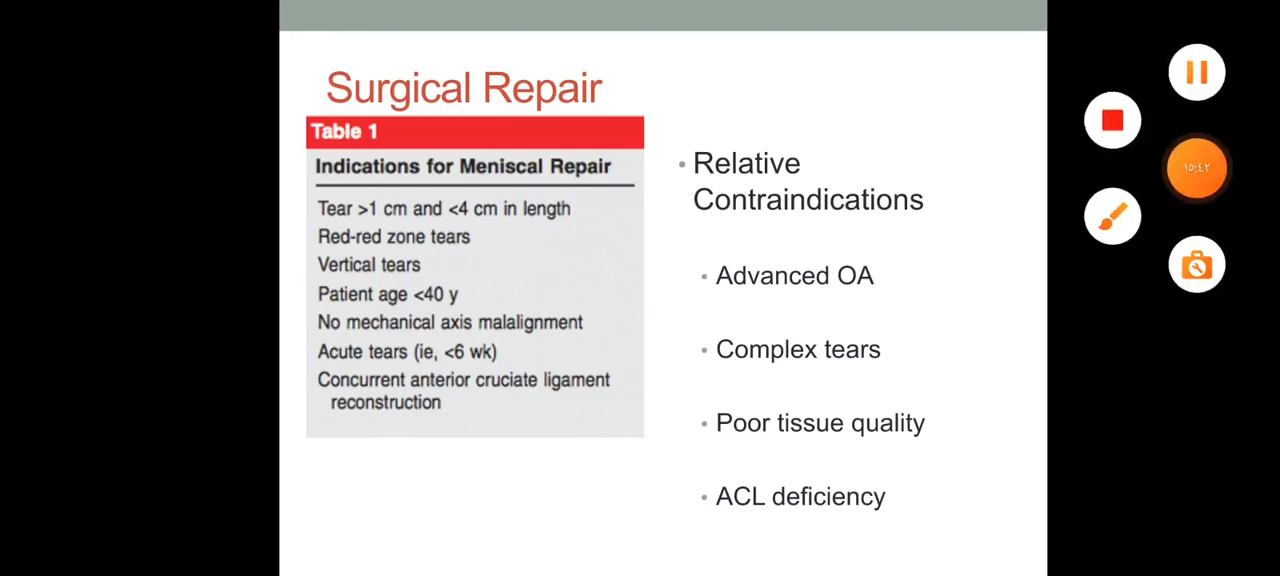 Surgical Repair
Table 1
Indications for Meniscal Repair
Tear >1 cm and <4 cm in length
Red-red zone tears
Vertical tears
Patient age <40 y
No mechanical axis malalignment
Acute tears (ie, <6 wk)
Concurrent anterior cruciate ligament
reconstruction
• Relative
Contraindications
• Advanced OA
• Complex tears
• Poor tissue quality
• ACL deficiency
١٥:٤٢